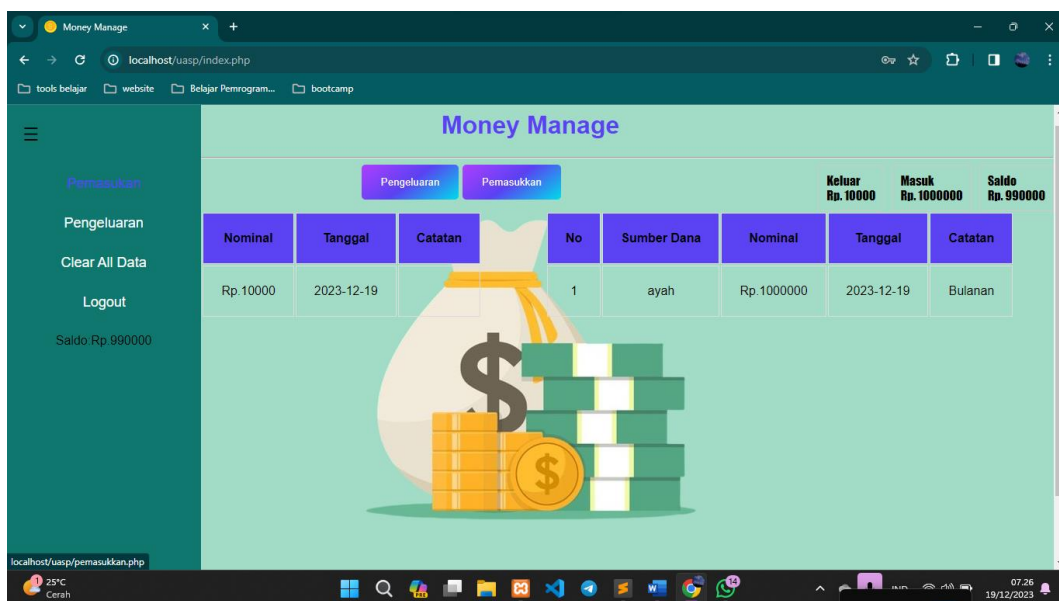 Money Manage
localhost/uasp/index.php
tools belajar website Belajar Pemrogram... bootcamp
Money Manage
Pemasukan
Pengeluaran
Clear All Data
Logout
Saldo:Rp.990000
Pengeluaran Pemasukkan
Keluar Masuk Saldo
Rp. 10000 Rp. 1000000 Rp. 990000
Nominal Tanggal Catatan No Sumber Dana Nominal Tanggal Catatan
Rp.10000 2023-12-19 1 ayah Rp.1000000 2023-12-19 Bulanan
$
$
localhost/uasp/pemasukkan.php
1
25°C
Cerah
14
07.26
19/12/2023